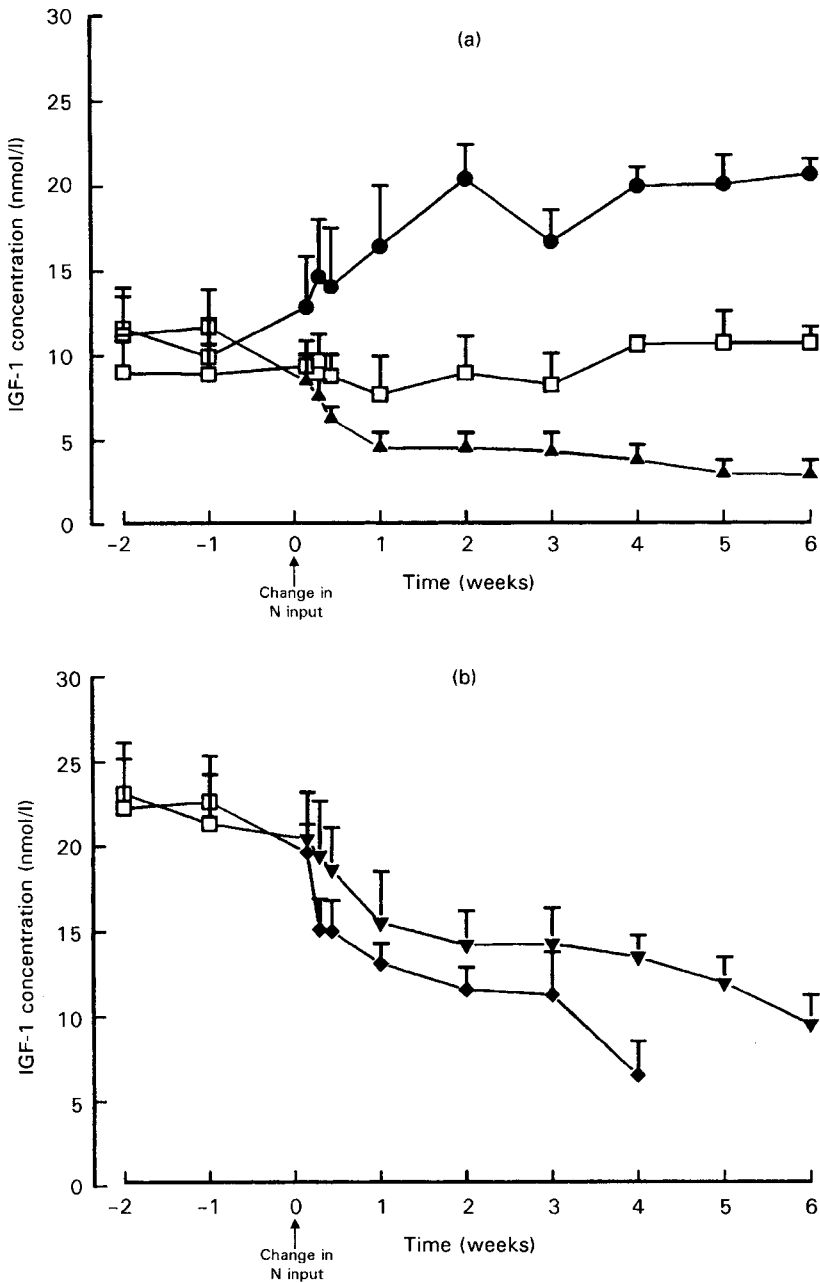 (a)
IGF-1 concentration (nmol/l)
30
25
20
15
10
5
0
-2 -1 0 1 2 3 4 5 6
Time (weeks)
Change in
N input
(b)
IGF-1 concentration (nmol/l)
30
25
20
15
10
5
0
-2 -1 0 1 2 3 4 5 6
Time (weeks)
Change in
N input